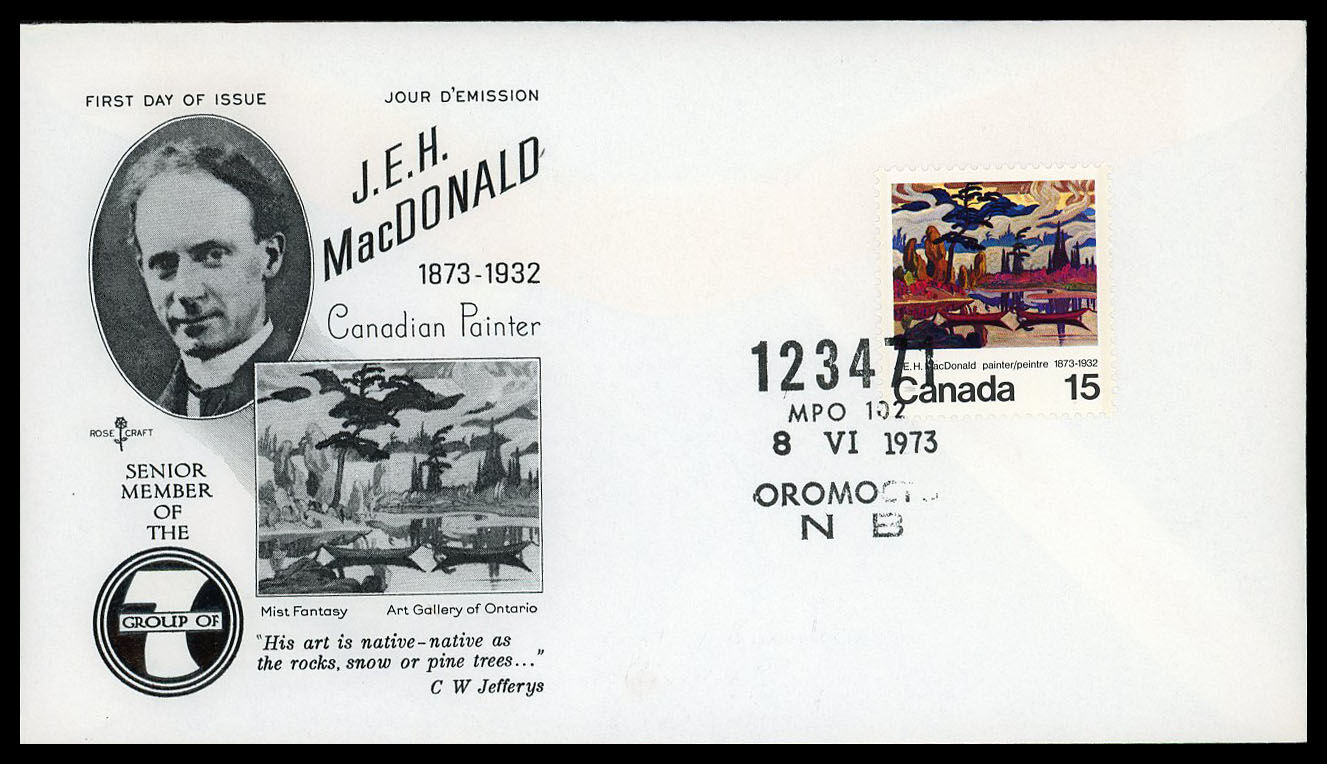 FIRST DAY OF ISSUE
JOUR D'EMISSION
J.E.H.
MacDONALD
1873-1932
Canadian Painter
ROSE CRAFT
SENIOR
MEMBER
OF
THE
7
GROUP OF
Mist Fantasy
Art Gallery of Ontario
"His art is native-native as
the rocks, snow or pine trees..."
C W Jefferys
J.E.H. MacDonald painter/peintre 1873-1932
Canada 15
123471
MPO 102
8 VI 1973
OROMOCTO
N B